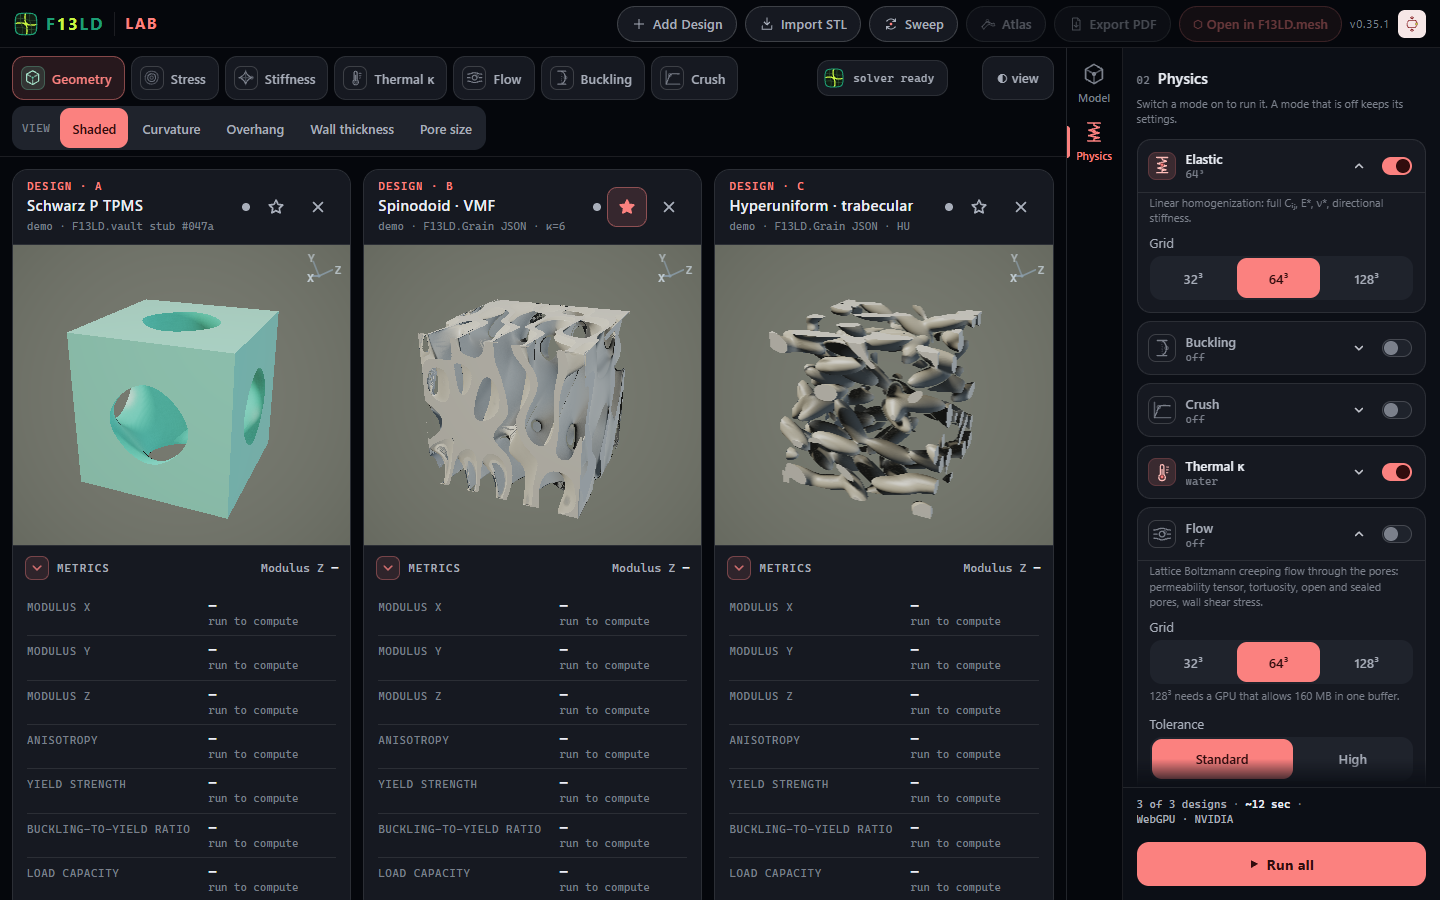 F13LD LAB
+ Add Design
Import STL
Sweep
Atlas
Export PDF
Open in F13LD.mesh
v0.35.1
Geometry
Stress
Stiffness
Thermal κ
Flow
Buckling
Crush
solver ready
view
VIEW
Shaded
Curvature
Overhang
Wall thickness
Pore size
DESIGN · A
Schwarz P TPMS
demo · F13LD.vault stub #047a
Y
Z
X
METRICS
Modulus Z —
MODULUS X
—
run to compute
MODULUS Y
—
run to compute
MODULUS Z
—
run to compute
ANISOTROPY
—
run to compute
YIELD STRENGTH
—
run to compute
BUCKLING-TO-YIELD RATIO
—
run to compute
LOAD CAPACITY
—
run to compute
DESIGN · B
Spinodoid · VMF
demo · F13LD.Grain JSON · κ=6
Y
Z
X
METRICS
Modulus Z —
MODULUS X
—
run to compute
MODULUS Y
—
run to compute
MODULUS Z
—
run to compute
ANISOTROPY
—
run to compute
YIELD STRENGTH
—
run to compute
BUCKLING-TO-YIELD RATIO
—
run to compute
LOAD CAPACITY
—
run to compute
DESIGN · C
Hyperuniform · trabecular
demo · F13LD.Grain JSON · HU
Y
Z
X
METRICS
Modulus Z —
MODULUS X
—
run to compute
MODULUS Y
—
run to compute
MODULUS Z
—
run to compute
ANISOTROPY
—
run to compute
YIELD STRENGTH
—
run to compute
BUCKLING-TO-YIELD RATIO
—
run to compute
LOAD CAPACITY
—
run to compute
Model
Physics
02 Physics
Switch a mode on to run it. A mode that is off keeps its
settings.
Elastic
64³
Linear homogenization: full Cᵢⱼ, E*, ν*, directional
stiffness.
Grid
32³
64³
128³
Buckling
off
Crush
off
Thermal κ
water
Flow
off
Lattice Boltzmann creeping flow through the pores:
permeability tensor, tortuosity, open and sealed
pores, wall shear stress.
Grid
32³
64³
128³
128³ needs a GPU that allows 160 MB in one buffer.
Tolerance
Standard
High
3 of 3 designs · ~12 sec ·
WebGPU · NVIDIA
Run all